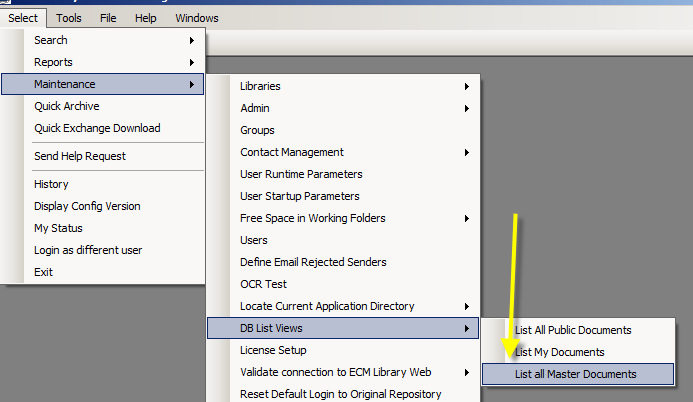 Select Tools File Help Windows
Search
Reports
Maintenance
Quick Archive
Quick Exchange Download
Send Help Request
History
Display Config Version
My Status
Login as different user
Exit
Libraries
Admin
Groups
Contact Management
User Runtime Parameters
User Startup Parameters
Free Space in Working Folders
Users
Define Email Rejected Senders
OCR Test
Locate Current Application Directory
DB List Views
License Setup
Validate connection to ECM Library Web
Reset Default Login to Original Repository
List All Public Documents
List My Documents
List all Master Documents